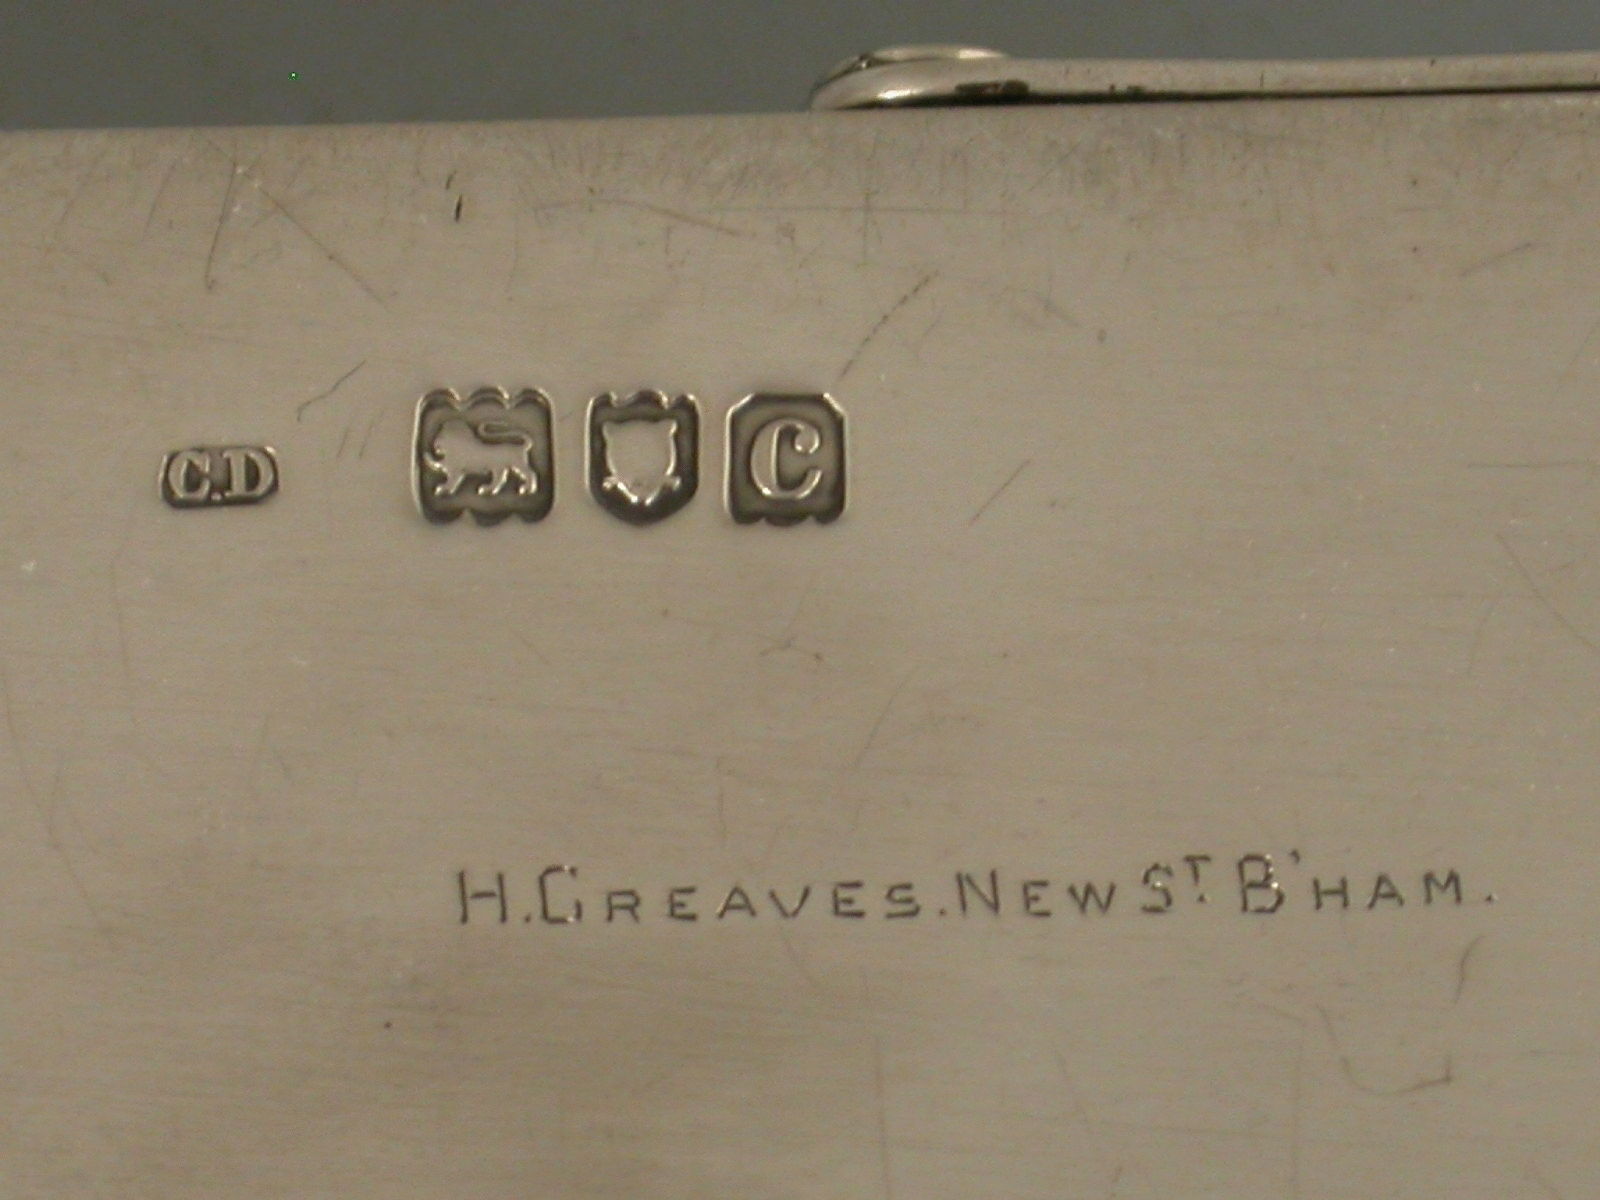 C.D
C
H. GREAVES. NEW ST B'HAM.